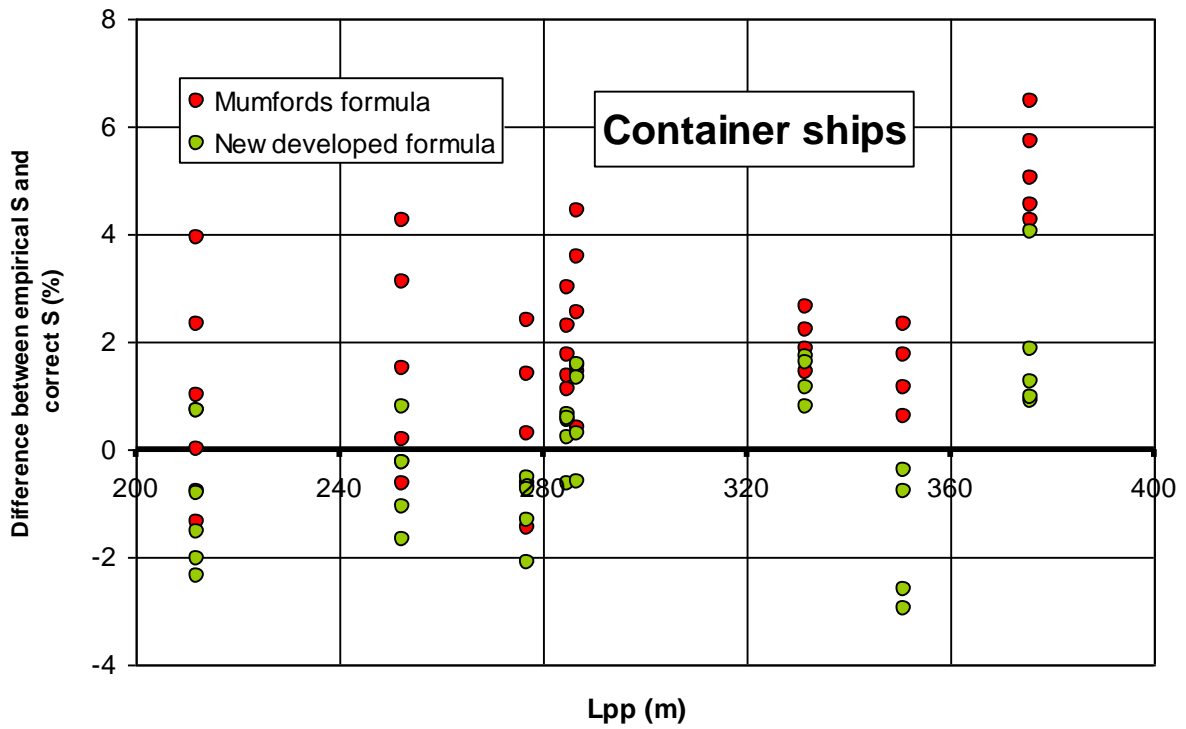 8
6
4
2
0
-2
-4
200
240
280
320
360
400
Mumfords formula
New developed formula
Container ships
Difference between empirical S and
correct S (%)
Lpp (m)